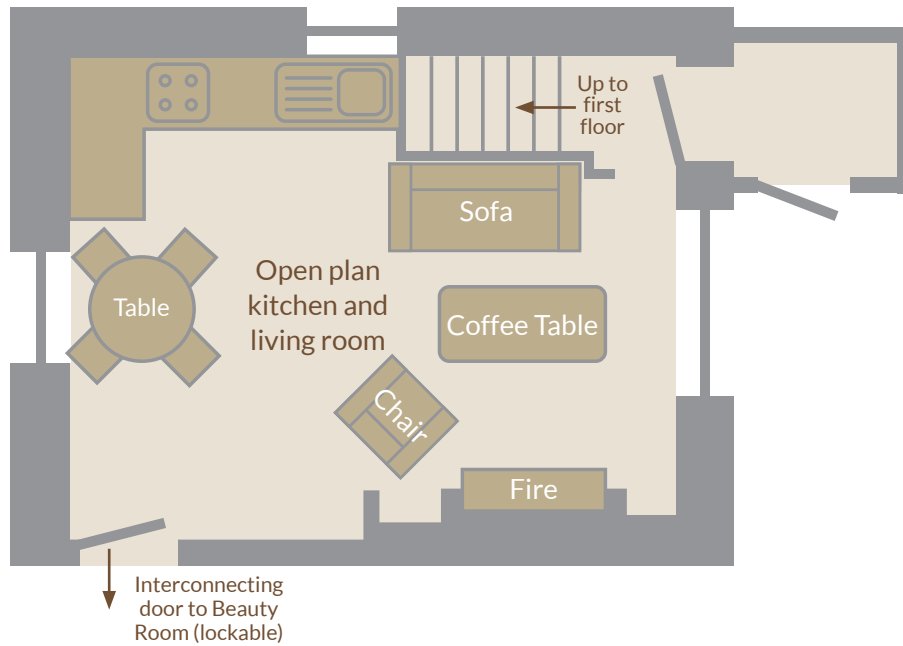 Up to
first
floor
Sofa
Open plan
kitchen and
living room
Table
Coffee Table
Chair
Fire
Interconnecting
door to Beauty
Room (lockable)